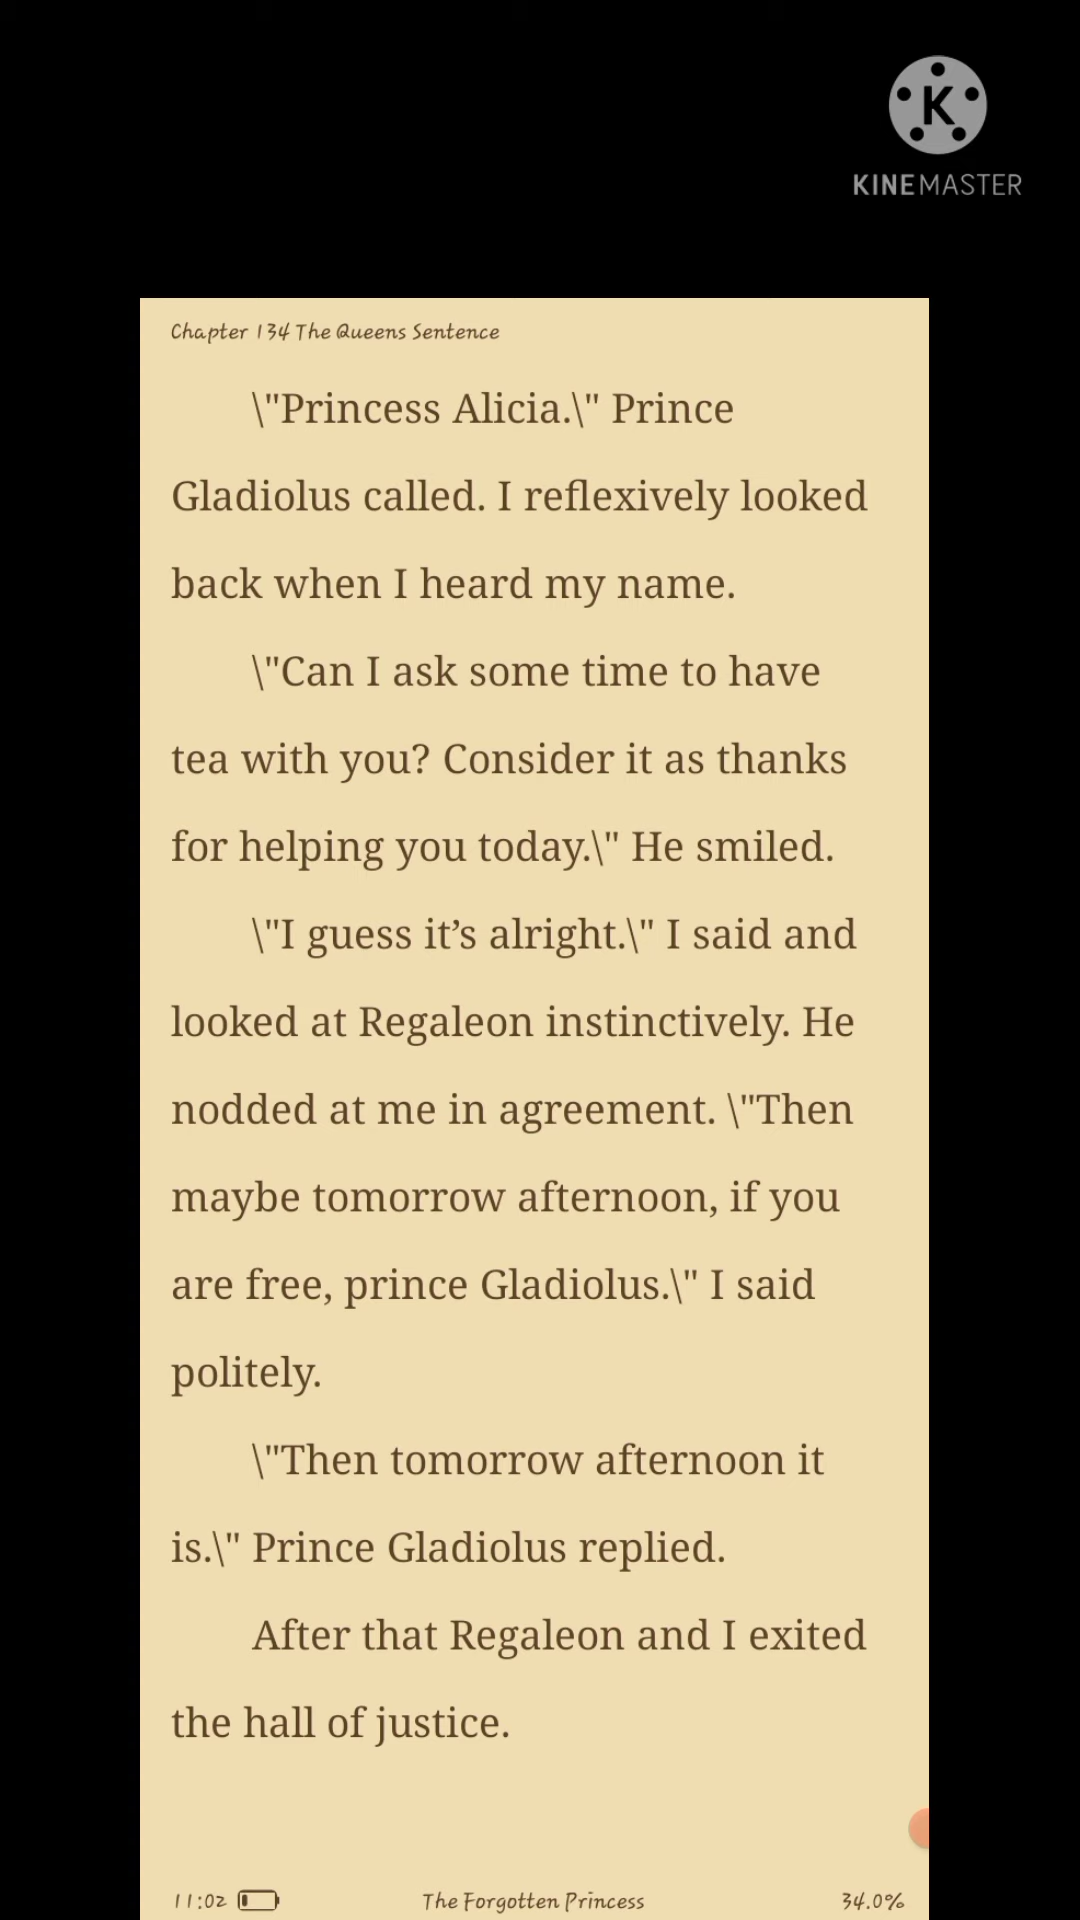 K
KINEMASTER
Chapter 134 The Queens Sentence
\"Princess Alicia.\" Prince
Gladiolus called. I reflexively looked
back when I heard my name.
\"Can I ask some time to have
tea with you? Consider it as thanks
for helping you today.\" He smiled.
\"I guess it’s alright.\" I said and
looked at Regaleon instinctively. He
nodded at me in agreement. \"Then
maybe tomorrow afternoon, if you
are free, prince Gladiolus.\" I said
politely.
\"Then tomorrow afternoon it
is.\" Prince Gladiolus replied.
After that Regaleon and I exited
the hall of justice.
11:02 The Forgotten Princess 34.0%